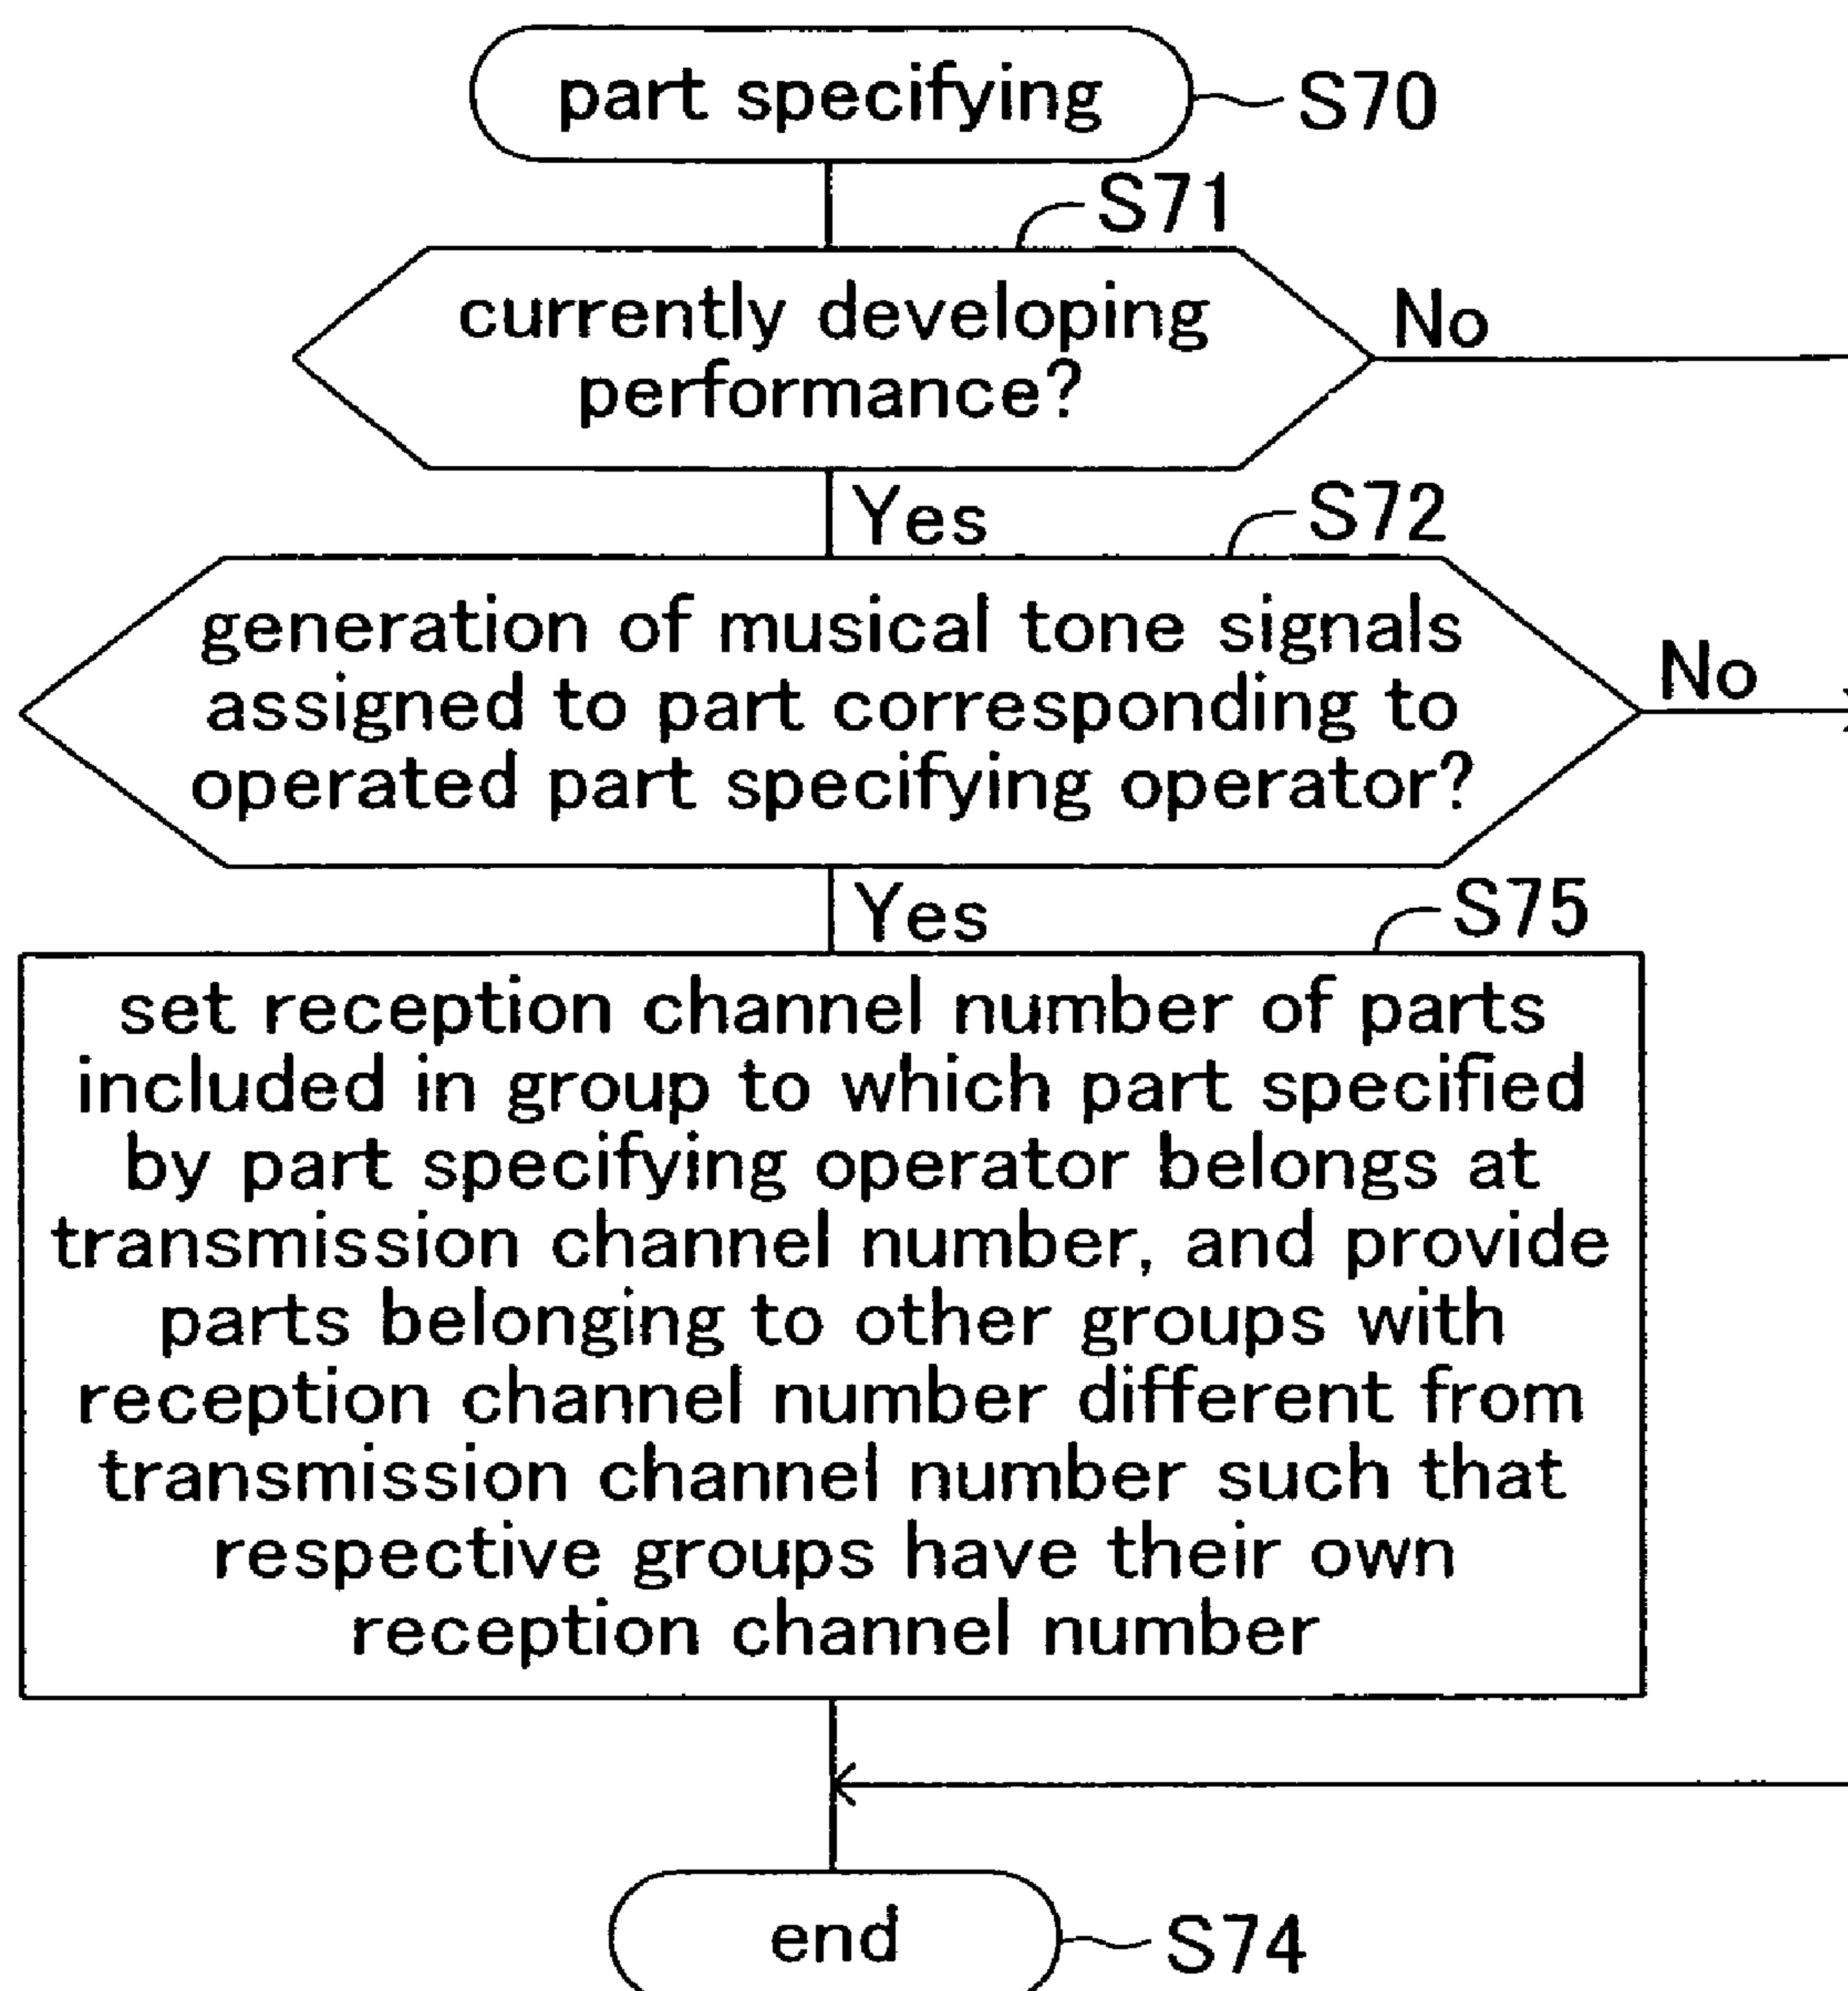 part specifying
S70
S71
currently developing
performance?
No
Yes
S72
generation of musical tone signals
assigned to part corresponding to
operated part specifying operator?
No
Yes
S75
set reception channel number of parts
included in group to which part specified
by part specifying operator belongs at
transmission channel number, and provide
parts belonging to other groups with
reception channel number different from
transmission channel number such that
respective groups have their own
reception channel number
end
S74